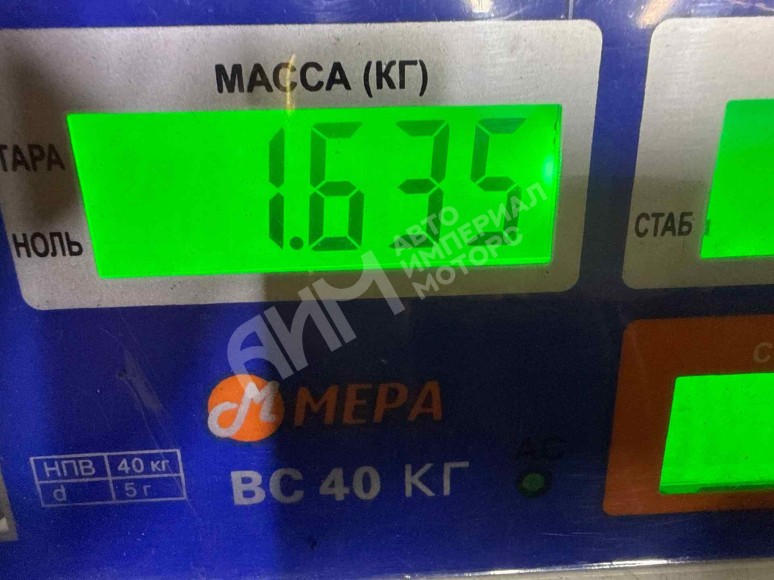 МАССА (КГ)
ТАРА
1.635
НОЛЬ
СТАБ
АИМ
АВТО
ИМПЕРИАЛ
МОТОРС
М МЕРА
НПВ 40 кг
d 5 г
ВС 40 КГ
AC
С